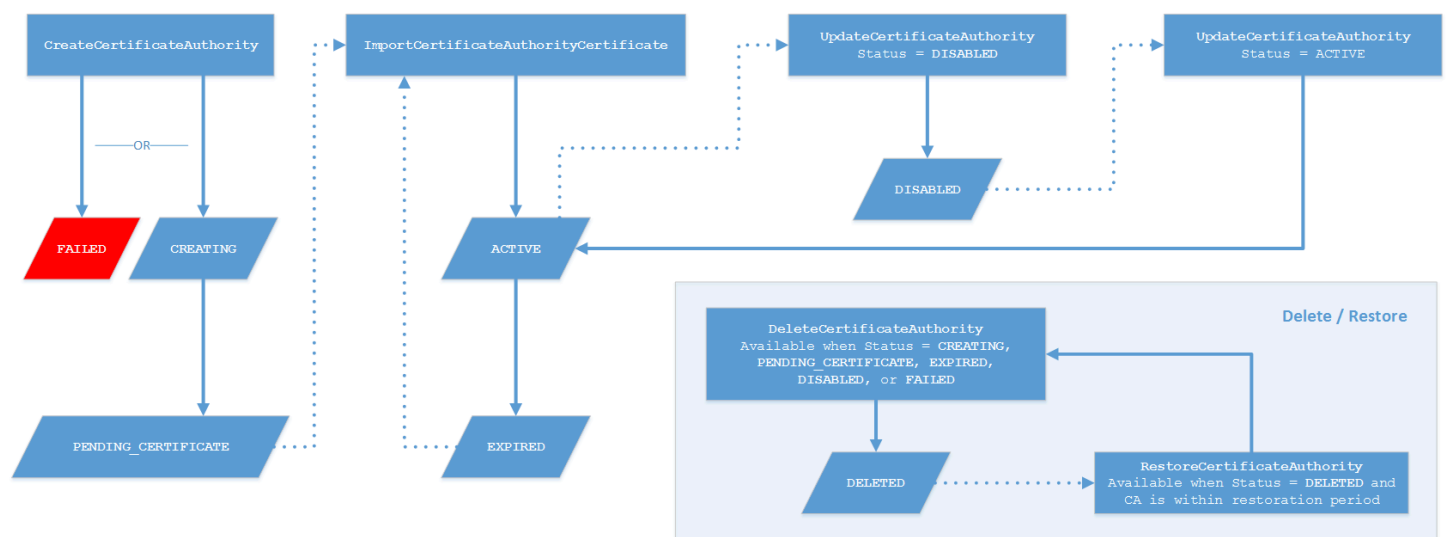 CreateCertificateAuthority
ImportCertificateAuthorityCertificate
UpdateCertificateAuthority
Status = DISABLED
UpdateCertificateAuthority
Status = ACTIVE
OR
DISABLED
FAILED
CREATING
ACTIVE
Delete / Restore
DeleteCertificateAuthority
Available when Status = CREATING,
PENDING_CERTIFICATE, EXPIRED,
DISABLED, or FAILED
PENDING_CERTIFICATE
EXPIRED
DELETED
RestoreCertificateAuthority
Available when Status = DELETED and
CA is within restoration period